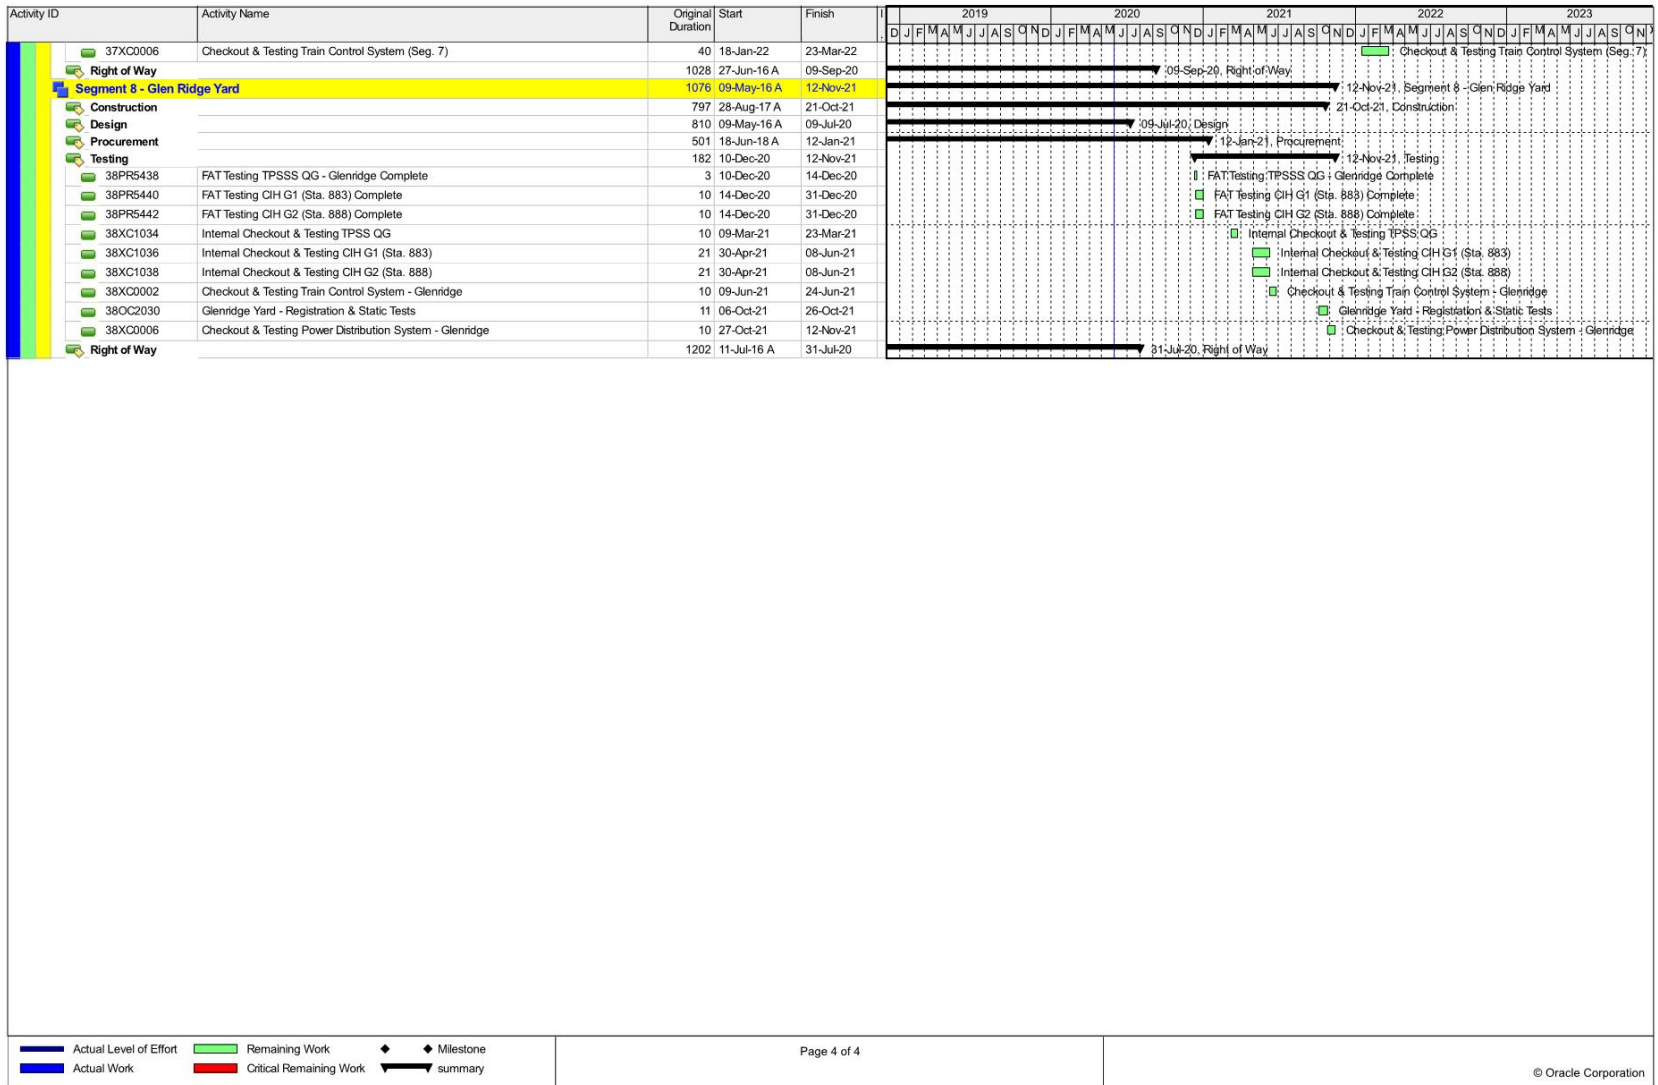 Activity ID Activity Name Original Duration Start Finish 2019 2020 2021 2022 2023
D J F M A M J J A S O N D J F M A M J J A S O N D J F M A M J J A S O N D J F M A M J J A S O N D J F M A M J J A S O N
37XC0006 Checkout & Testing Train Control System (Seg. 7) 40 18-Jan-22 23-Mar-22 Checkout & Testing Train Control System (Seg. 7)
Right of Way 1028 27-Jun-16 A 09-Sep-20 09-Sep-20, Right of Way
Segment 8 - Glen Ridge Yard 1076 09-May-16 A 12-Nov-21 12-Nov-21, Segment 8 - Glen Ridge Yard
Construction 797 28-Aug-17 A 21-Oct-21 21-Oct-21, Construction
Design 810 09-May-16 A 09-Jul-20 09-Jul-20, Design
Procurement 501 18-Jun-18 A 12-Jan-21 12-Jan-21, Procurement
Testing 182 10-Dec-20 12-Nov-21 12-Nov-21, Testing
38PR5438 FAT Testing TPSSS QG - Glenridge Complete 3 10-Dec-20 14-Dec-20 FAT Testing TPSSS QG - Glenridge Complete
38PR5440 FAT Testing CIH G1 (Sta. 883) Complete 10 14-Dec-20 31-Dec-20 FAT Testing CIH G1 (Sta. 883) Complete
38PR5442 FAT Testing CIH G2 (Sta. 888) Complete 10 14-Dec-20 31-Dec-20 FAT Testing CIH G2 (Sta. 888) Complete
38XC1034 Internal Checkout & Testing TPSS QG 10 09-Mar-21 23-Mar-21 Internal Checkout & Testing TPSS QG
38XC1036 Internal Checkout & Testing CIH G1 (Sta. 883) 21 30-Apr-21 08-Jun-21 Internal Checkout & Testing CIH G1 (Sta. 883)
38XC1038 Internal Checkout & Testing CIH G2 (Sta. 888) 21 30-Apr-21 08-Jun-21 Internal Checkout & Testing CIH G2 (Sta. 888)
38XC0002 Checkout & Testing Train Control System - Glenridge 10 09-Jun-21 24-Jun-21 Checkout & Testing Train Control System - Glenridge
38OC2030 Glenridge Yard - Registration & Static Tests 11 06-Oct-21 26-Oct-21 Glenridge Yard - Registration & Static Tests
38XC0006 Checkout & Testing Power Distribution System - Glenridge 10 27-Oct-21 12-Nov-21 Checkout & Testing Power Distribution System - Glenridge
Right of Way 1202 11-Jul-16 A 31-Jul-20 31-Jul-20, Right of Way
Actual Level of Effort Remaining Work Milestone
Actual Work Critical Remaining Work summary
Page 4 of 4
© Oracle Corporation